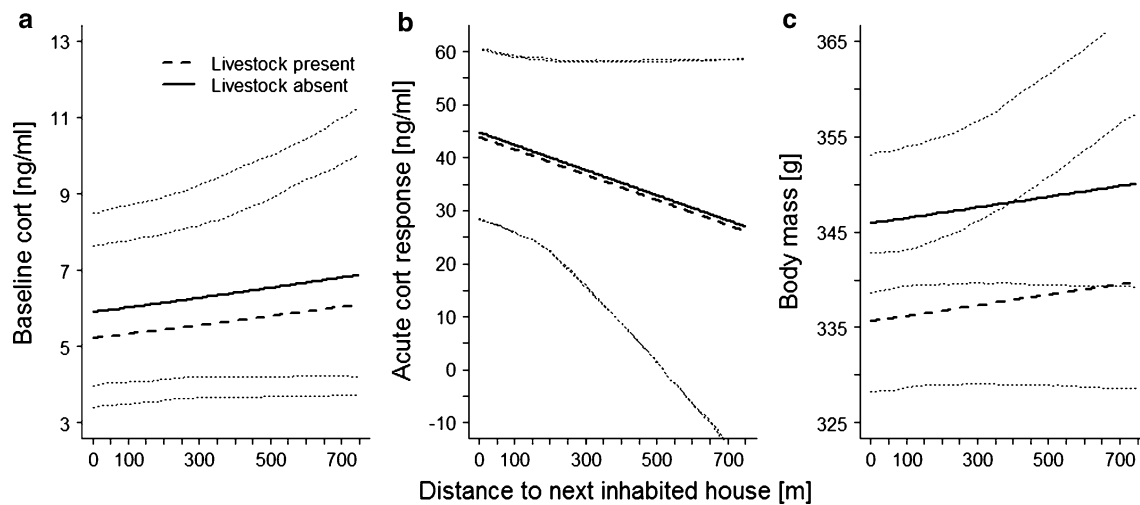 a
13
11
9
7
5
3
Baseline cort [ng/ml]
Livestock present
Livestock absent
0 100 300 500 700
b
60
50
40
30
20
10
0
-10
Acute cort response [ng/ml]
0 100 300 500 700
c
365
355
345
335
325
Body mass [g]
0 100 300 500 700
Distance to next inhabited house [m]